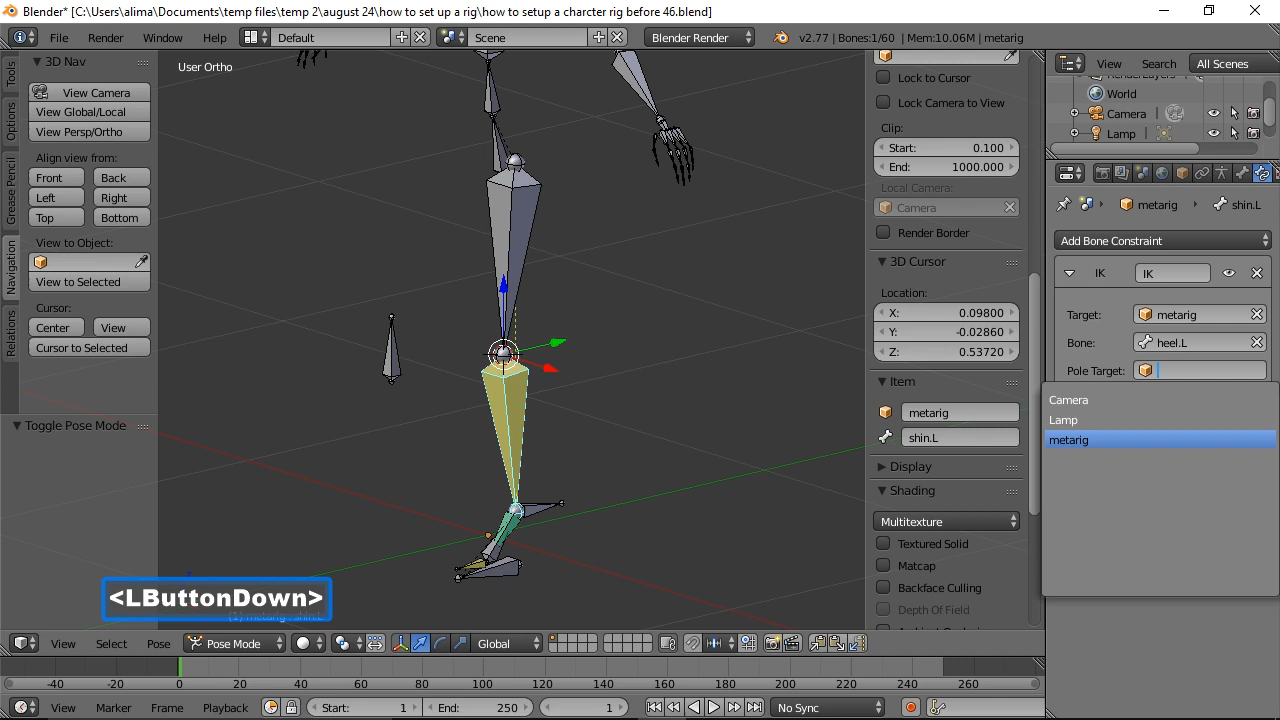 Blender* [C:\Users\alima\Documents\temp files\temp 2\august 24\how to set up a rig\how to setup a charcter rig before 46.blend]
File Render Window Help Default Scene Blender Render v2.77 | Bones:1/60 | Mem:10.06M | metarig
View Search All Scenes
Tools
Options
Grease Pencil
Navigation
Relations
3D Nav
View Camera
View Global/Local
View Persp/Ortho
Align view from:
Front Back
Left Right
Top Bottom
View to Object:
View to Selected
Cursor:
Center View
Cursor to Selected
Toggle Pose Mode
User Ortho
<LButtonDown>
Lock to Cursor
Lock Camera to View
Clip:
Start: 0.100
End: 1000.000
Local Camera:
Camera
Render Border
3D Cursor
Location:
X: 0.09800
Y: -0.02860
Z: 0.53720
Item
metarig
shin.L
Display
Shading
Multitexture
Textured Solid
Matcap
Backface Culling
Depth Of Field
World
Camera
Lamp
metarig shin.L
Add Bone Constraint
IK IK
Target: metarig
Bone: heel.L
Pole Target:
Camera
Lamp
metarig
View Select Pose Pose Mode Global
-40 -20 0 20 40 60 80 100 120 140 160 180 200 220 240 260
View Marker Frame Playback Start: 1 End: 250 1 No Sync